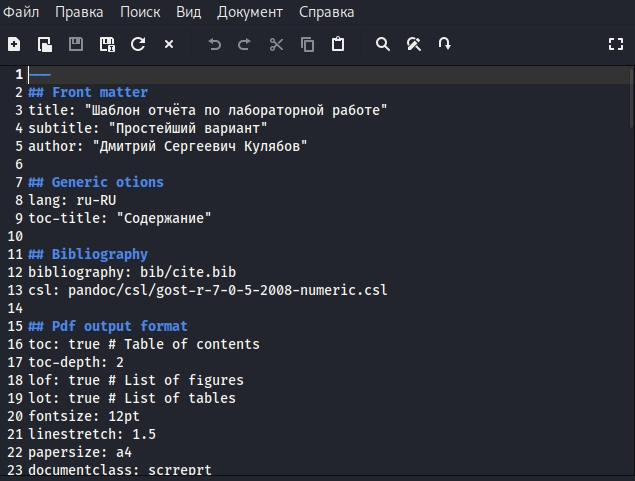 Файл Правка Поиск Вид Документ Справка
1 ---
2 ## Front matter
3 title: "Шаблон отчёта по лабораторной работе"
4 subtitle: "Простейший вариант"
5 author: "Дмитрий Сергеевич Кулябов"
6
7 ## Generic otions
8 lang: ru-RU
9 toc-title: "Содержание"
10
11 ## Bibliography
12 bibliography: bib/cite.bib
13 csl: pandoc/csl/gost-r-7-0-5-2008-numeric.csl
14
15 ## Pdf output format
16 toc: true # Table of contents
17 toc-depth: 2
18 lof: true # List of figures
19 lot: true # List of tables
20 fontsize: 12pt
21 linestretch: 1.5
22 papersize: a4
23 documentclass: scrreprt